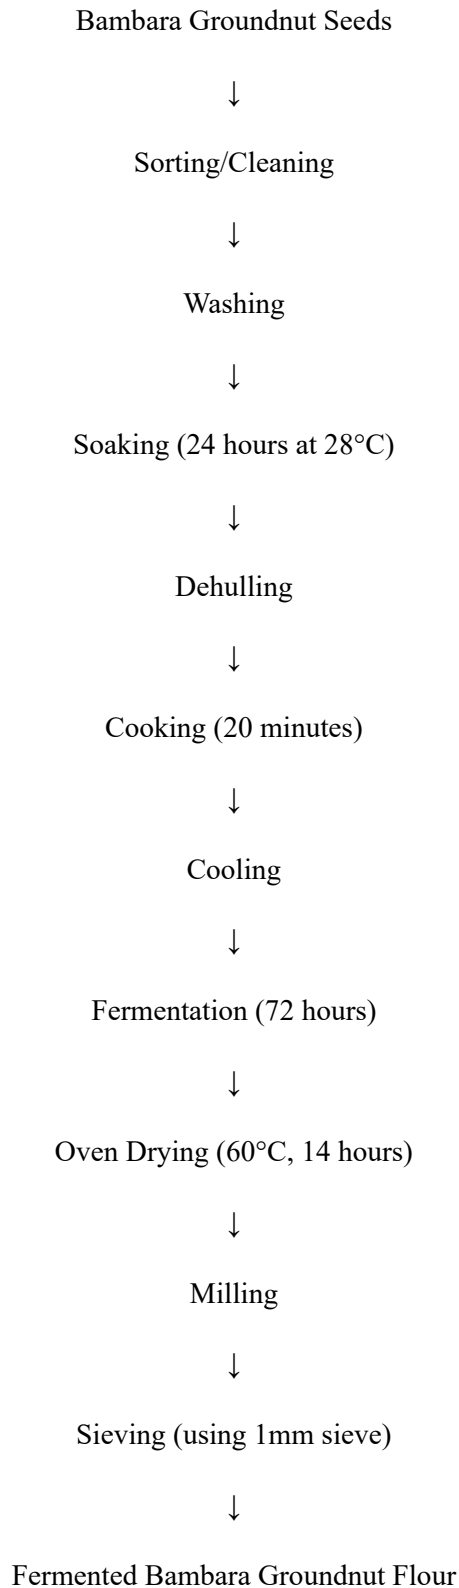 Bambara Groundnut Seeds
↓
Sorting/Cleaning
↓
Washing
↓
Soaking (24 hours at 28°C)
↓
Dehulling
↓
Cooking (20 minutes)
↓
Cooling
↓
Fermentation (72 hours)
↓
Oven Drying (60°C, 14 hours)
↓
Milling
↓
Sieving (using 1mm sieve)
↓
Fermented Bambara Groundnut Flour